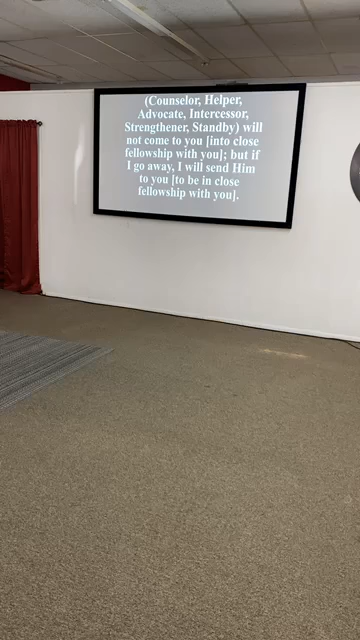 (Counselor, Helper,
Advocate, Intercessor,
Strengthener, Standby) will
not come to you [into close
fellowship with you]; but if
I go away, I will send Him
to you [to be in close
fellowship with you].